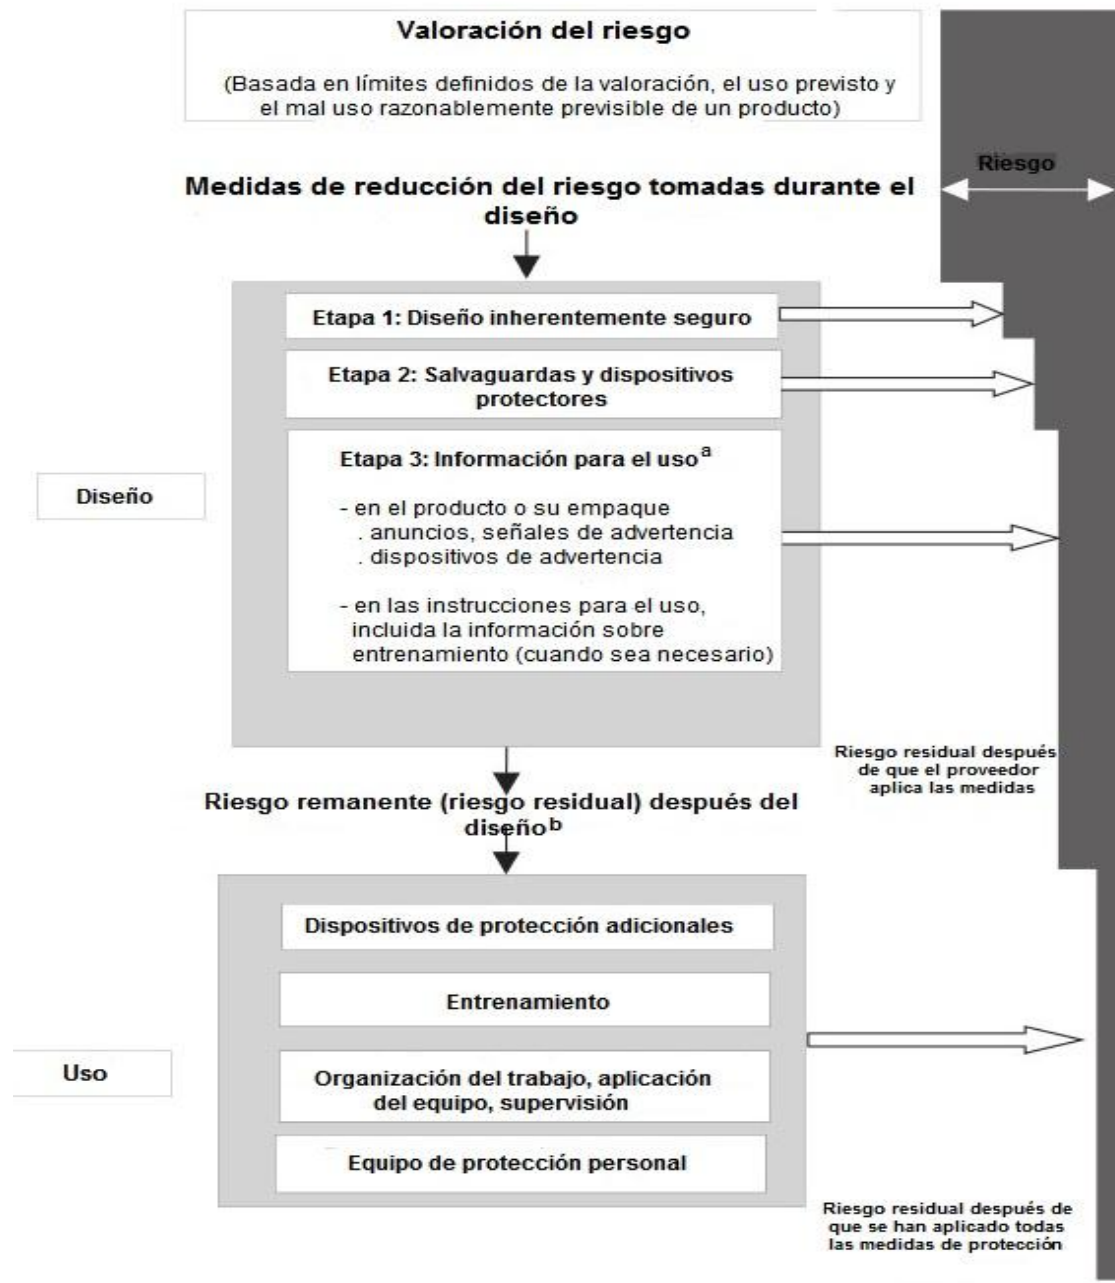 Valoración del riesgo
(Basada en límites definidos de la valoración, el uso previsto y
el mal uso razonablemente previsible de un producto)
Riesgo
Medidas de reducción del riesgo tomadas durante el
diseño
Etapa 1: Diseño inherentemente seguro
Etapa 2: Salvaguardas y dispositivos
protectores
Etapa 3: Información para el uso a
- en el producto o su empaque
. anuncios, señales de advertencia
. dispositivos de advertencia
- en las instrucciones para el uso,
incluida la información sobre
entrenamiento (cuando sea necesario)
Diseño
Riesgo residual después
de que el proveedor
aplica las medidas
Riesgo remanente (riesgo residual) después del
diseño b
Dispositivos de protección adicionales
Entrenamiento
Organización del trabajo, aplicación
del equipo, supervisión
Equipo de protección personal
Uso
Riesgo residual después de
que se han aplicado todas
las medidas de protección